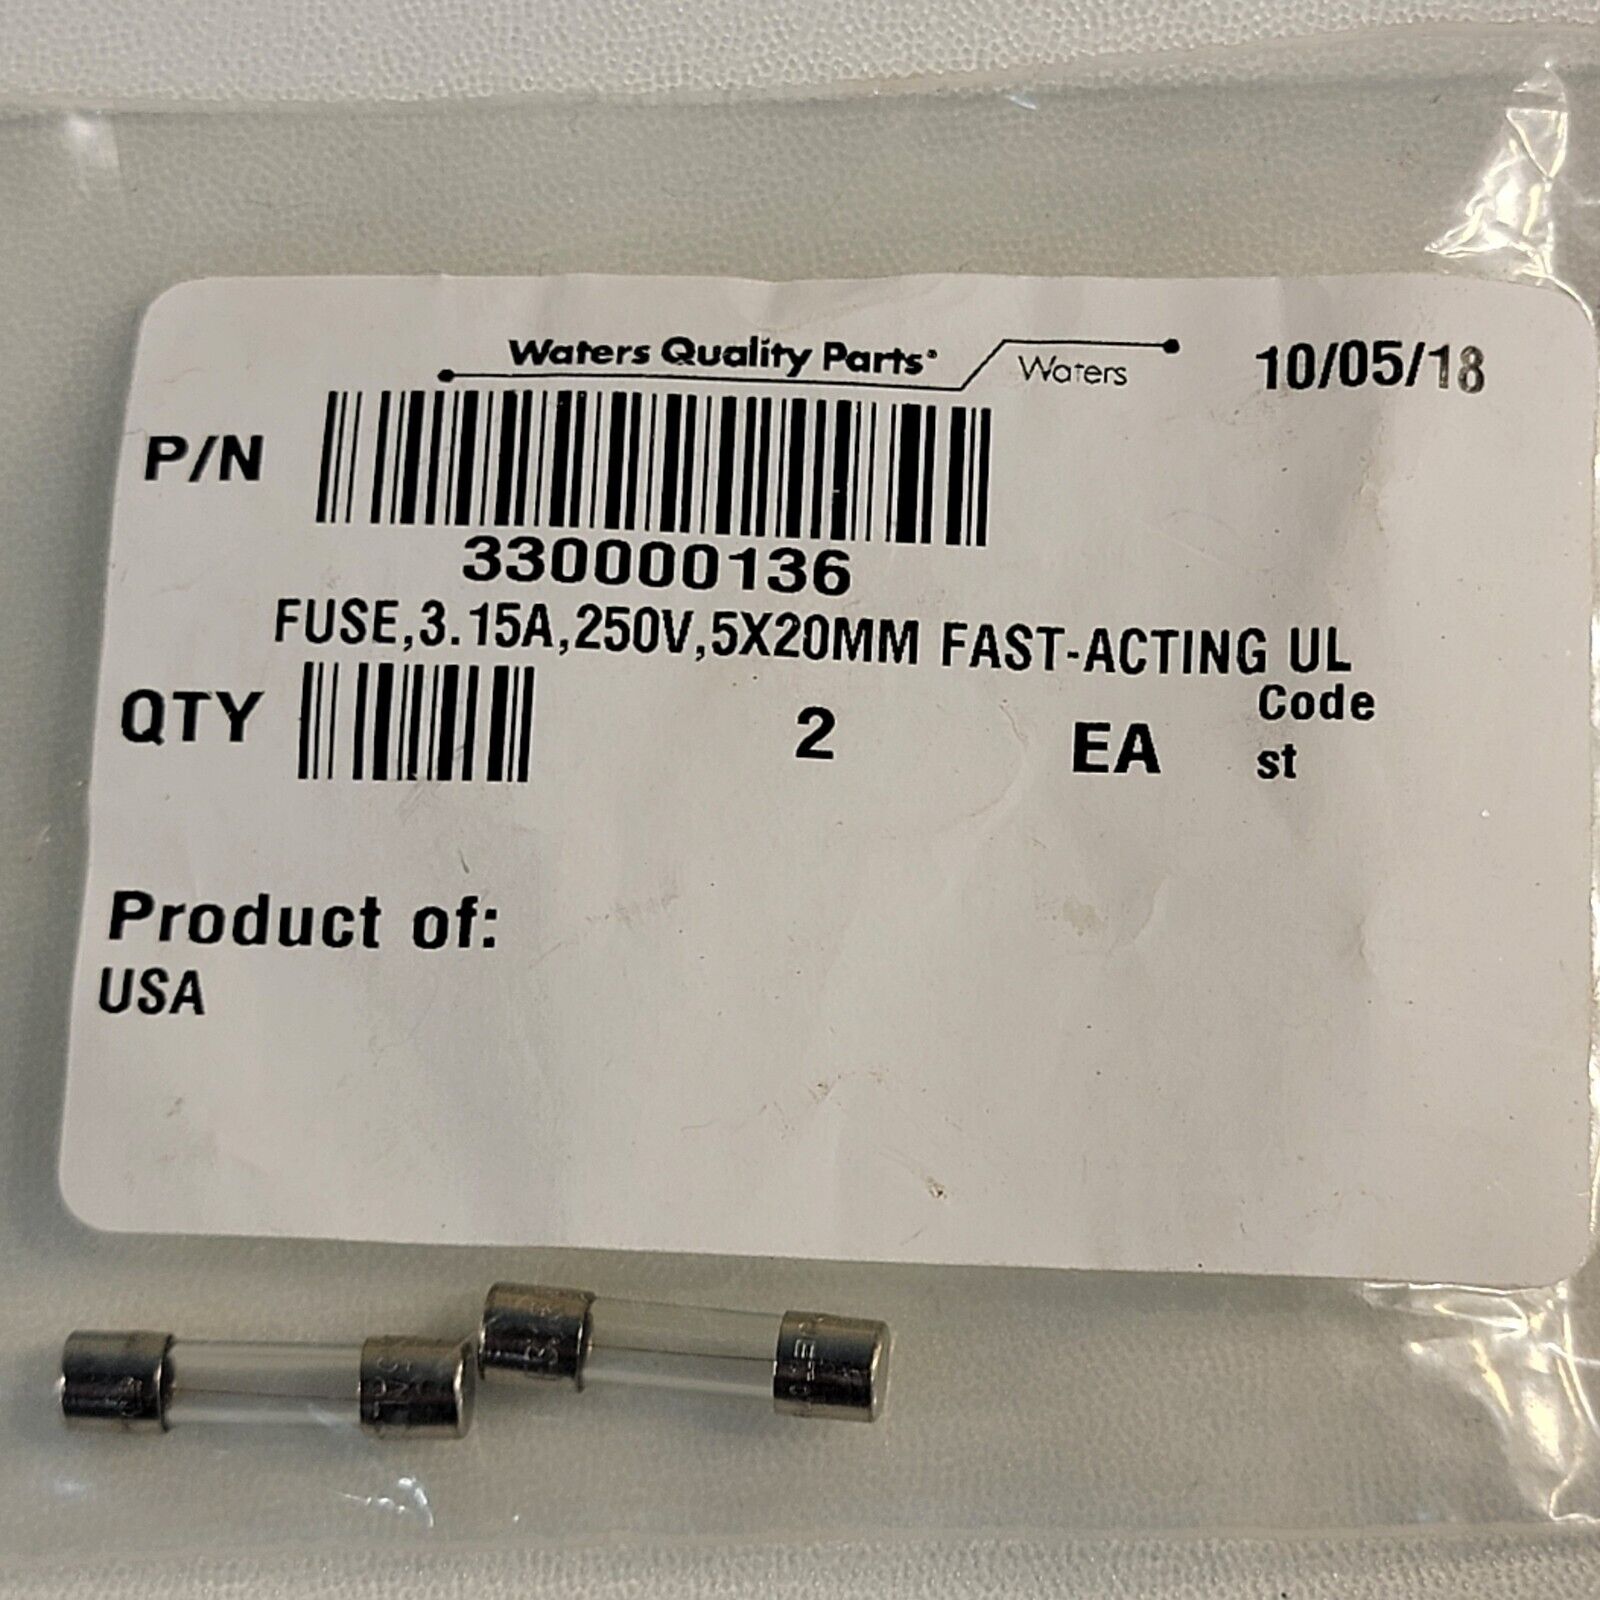 Waters Quality Parts® Waters 10/05/18
P/N
330000136
FUSE,3.15A,250V,5X20MM FAST-ACTING UL
Code
QTY 2 EA st
Product of:
USA